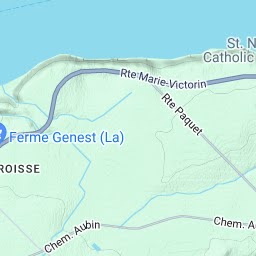 St. N
Catholic
Rte Marie-Victorin
Rte Paquet
Ferme Genest (La)
ROISSE
Chem. Aubin
Chem. A